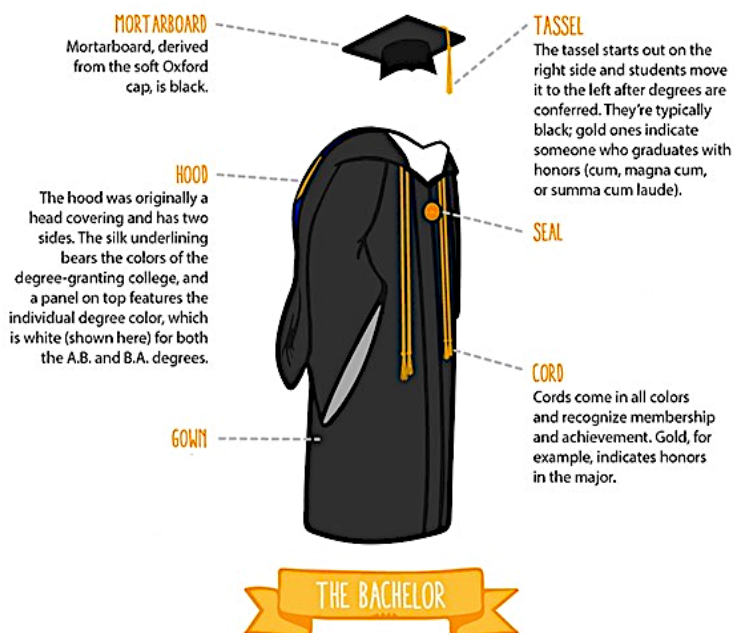 MORTARBOARD
Mortarboard, derived
from the soft Oxford
cap, is black.
TASSEL
The tassel starts out on the
right side and students move
it to the left after degrees are
conferred. They're typically
black; gold ones indicate
someone who graduates with
honors (cum, magna cum,
or summa cum laude).
HOOD
The hood was originally a
head covering and has two
sides. The silk underlining
bears the colors of the
degree-granting college, and
a panel on top features the
individual degree color, which
is white (shown here) for both
the A.B. and B.A. degrees.
SEAL
CORD
Cords come in all colors
and recognize membership
and achievement. Gold, for
example, indicates honors
in the major.
GOWN
THE BACHELOR